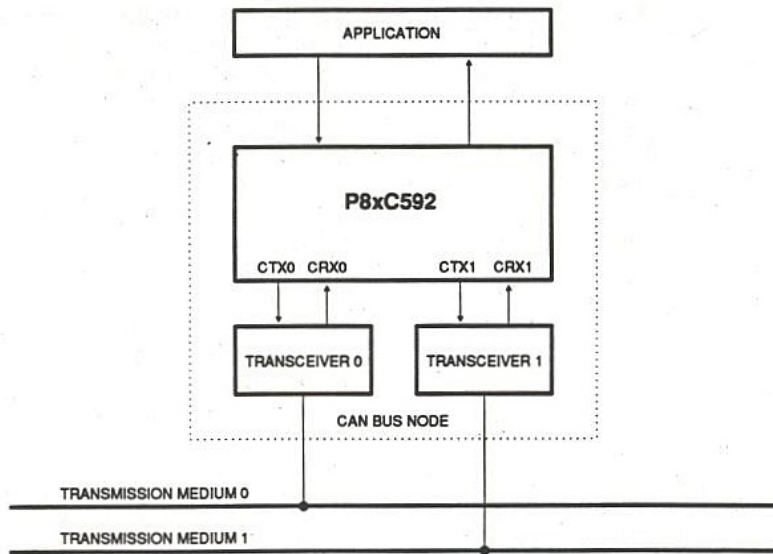 APPLICATION
P8xC592
CTX0 CRX0 CTX1 CRX1
TRANSCEIVER 0 TRANSCEIVER 1
CAN BUS NODE
TRANSMISSION MEDIUM 0
TRANSMISSION MEDIUM 1